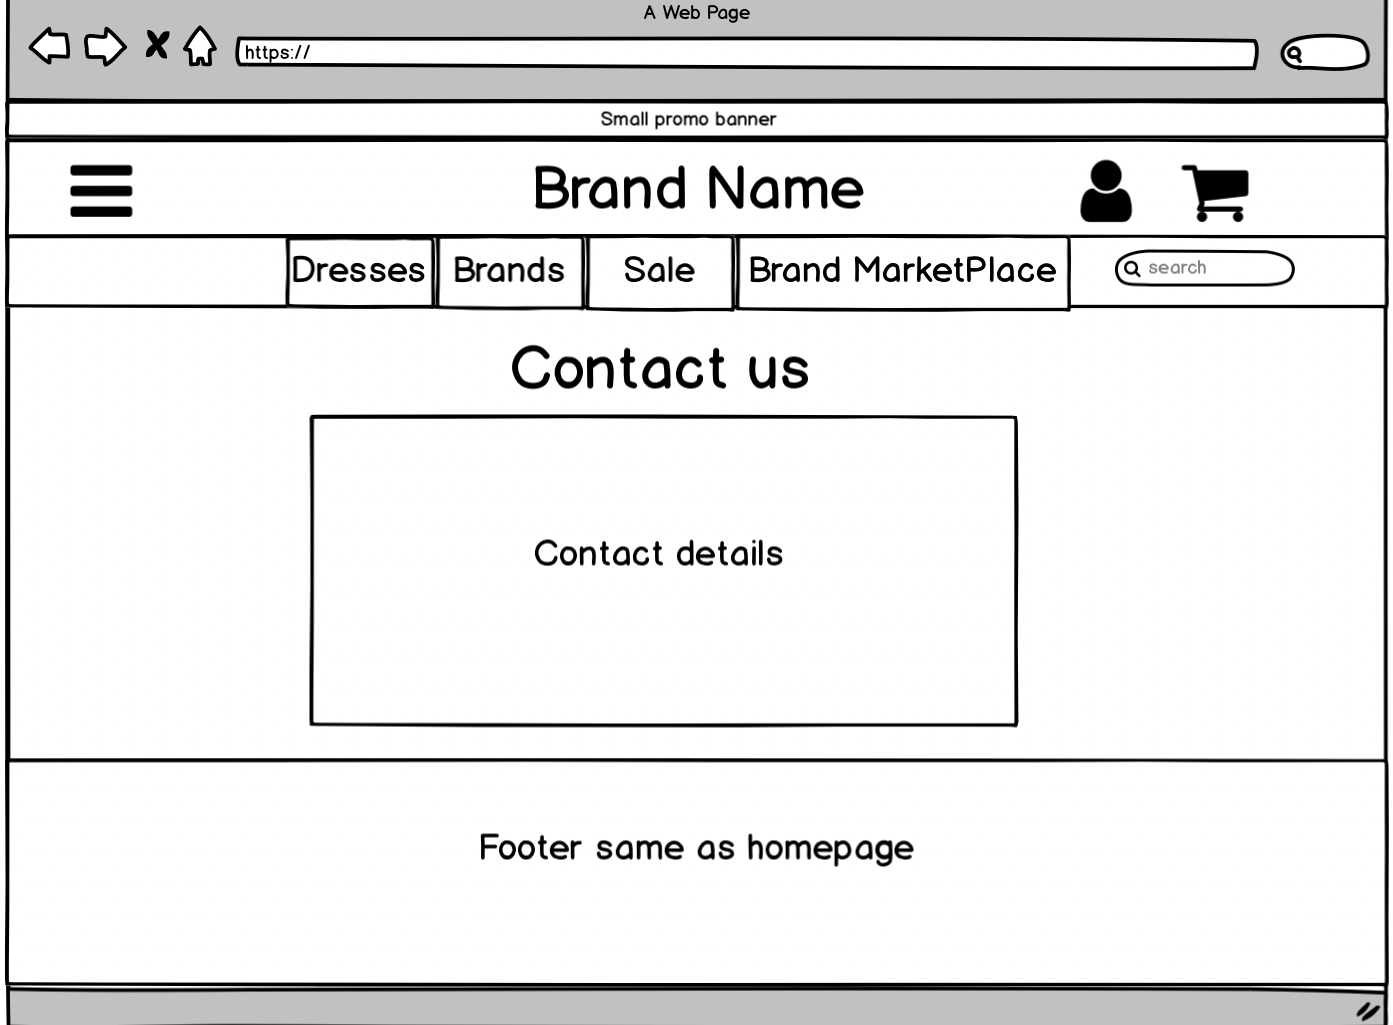 A Web Page
https://
Small promo banner
Brand Name
Dresses Brands Sale Brand MarketPlace search
Contact us
Contact details
Footer same as homepage